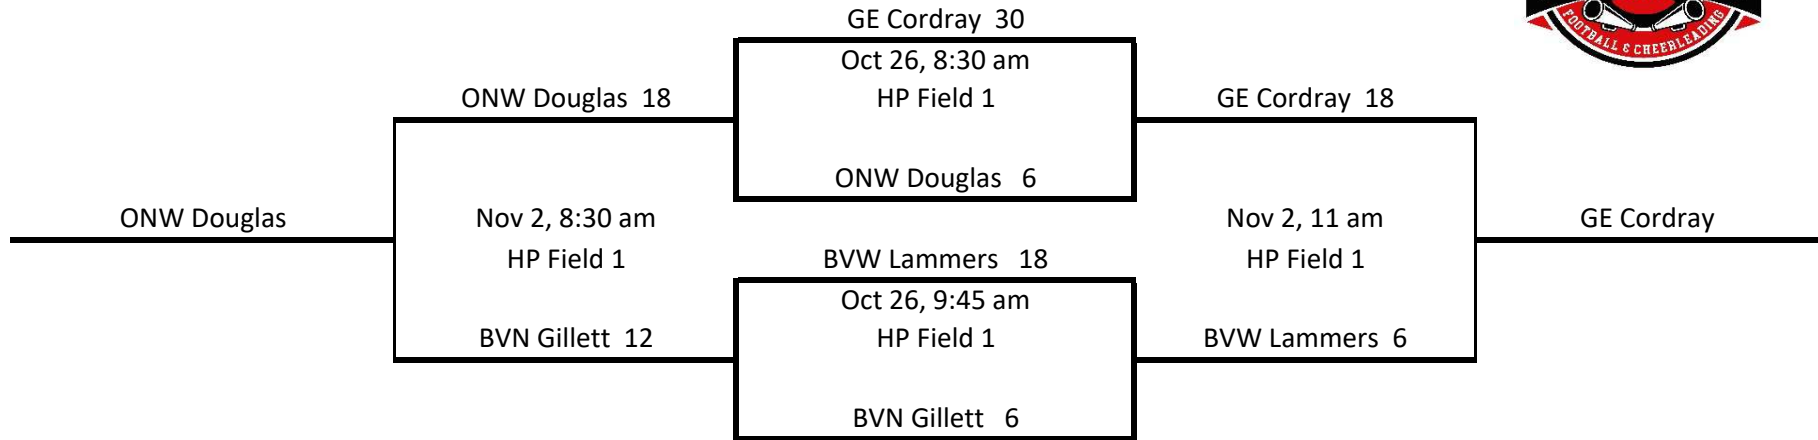 GE Cordray 30
FOOTBALL & CHEERLEADING
Oct 26, 8:30 am
ONW Douglas 18
HP Field 1
GE Cordray 18
ONW Douglas 6
ONW Douglas
Nov 2, 8:30 am
Nov 2, 11 am
GE Cordray
HP Field 1
BVW Lammers 18
HP Field 1
Oct 26, 9:45 am
BVN Gillett 12
HP Field 1
BVW Lammers 6
BVN Gillett 6